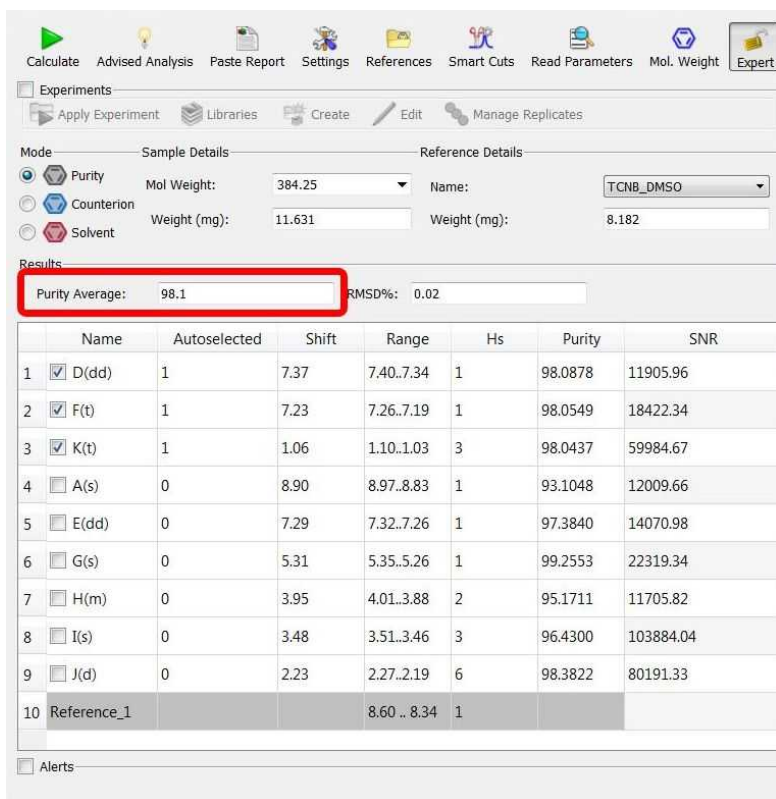 Calculate Advised Analysis Paste Report Settings References Smart Cuts Read Parameters Mol. Weight Expert
Experiments
Apply Experiment Libraries Create Edit Manage Replicates
Mode Sample Details Reference Details
Purity Mol Weight: 384.25 Name: TCNB_DMSO
Counterion
Weight (mg): 11.631 Weight (mg): 8.182
Solvent
Results
Purity Average: 98.1 RMSD%: 0.02
Name Autoselected Shift Range Hs Purity SNR
1 D(dd) 1 7.37 7.40..7.34 1 98.0878 11905.96
2 F(t) 1 7.23 7.26..7.19 1 98.0549 18422.34
3 K(t) 1 1.06 1.10..1.03 3 98.0437 59984.67
4 A(s) 0 8.90 8.97..8.83 1 93.1048 12009.66
5 E(dd) 0 7.29 7.32..7.26 1 97.3840 14070.98
6 G(s) 0 5.31 5.35..5.26 1 99.2553 22319.34
7 H(m) 0 3.95 4.01..3.88 2 95.1711 11705.82
8 I(s) 0 3.48 3.51..3.46 3 96.4300 103884.04
9 J(d) 0 2.23 2.27..2.19 6 98.3822 80191.33
10 Reference_1 8.60 .. 8.34 1
Alerts